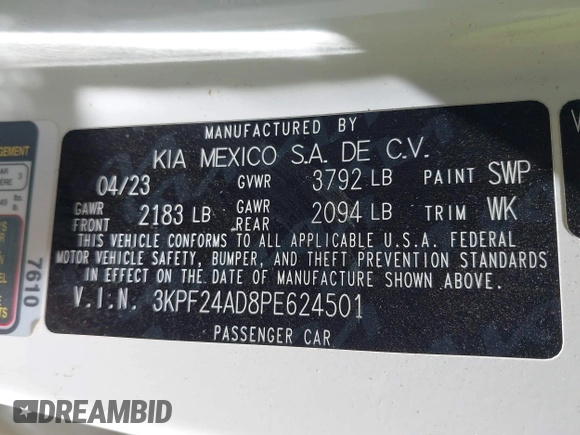 MANUFACTURED BY
KIA MEXICO S.A. DE C.V.
04/23 GVWR 3792 LB PAINT SWP
GAWR FRONT 2183 LB GAWR REAR 2094 LB TRIM WK
THIS VEHICLE CONFORMS TO ALL APPLICABLE U.S.A. FEDERAL
MOTOR VEHICLE SAFETY, BUMPER, AND THEFT PREVENTION STANDARDS
IN EFFECT ON THE DATE OF MANUFACTURE SHOWN ABOVE.
V.I.N. 3KPF24AD8PE624501
PASSENGER CAR
7610
DREAMBID